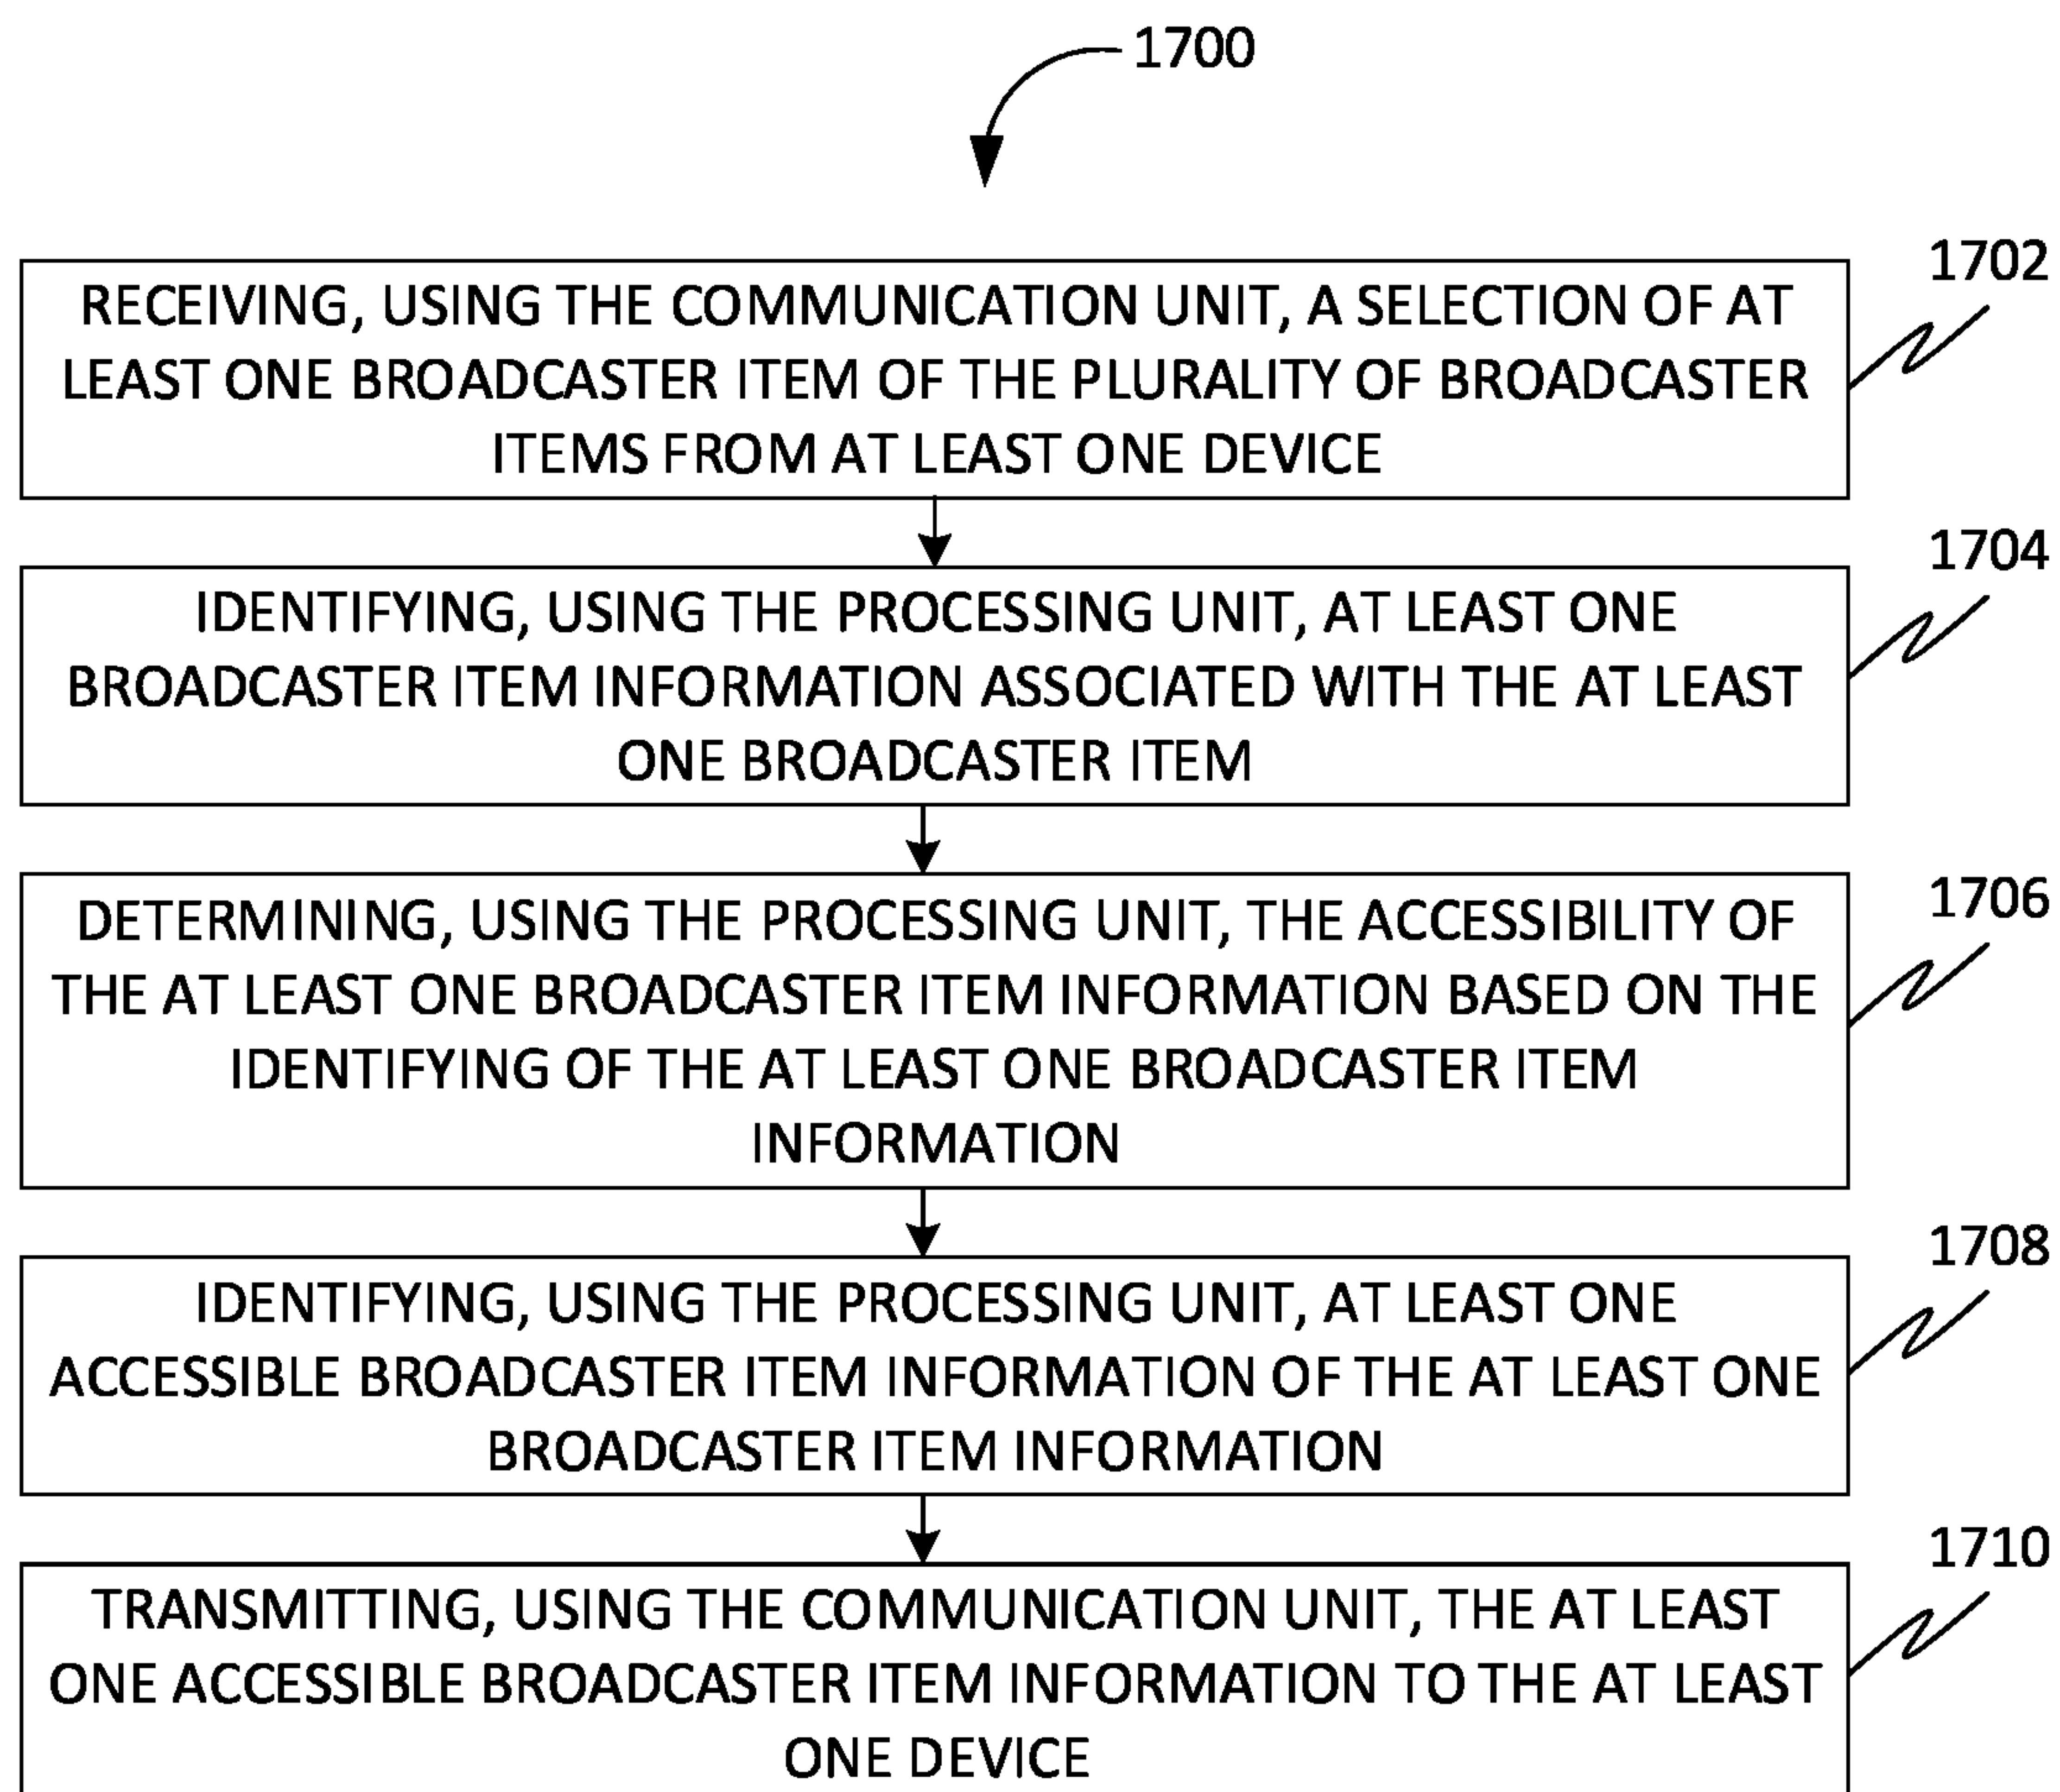 1700
1702
RECEIVING, USING THE COMMUNICATION UNIT, A SELECTION OF AT
LEAST ONE BROADCASTER ITEM OF THE PLURALITY OF BROADCASTER
ITEMS FROM AT LEAST ONE DEVICE
1704
IDENTIFYING, USING THE PROCESSING UNIT, AT LEAST ONE
BROADCASTER ITEM INFORMATION ASSOCIATED WITH THE AT LEAST
ONE BROADCASTER ITEM
1706
DETERMINING, USING THE PROCESSING UNIT, THE ACCESSIBILITY OF
THE AT LEAST ONE BROADCASTER ITEM INFORMATION BASED ON THE
IDENTIFYING OF THE AT LEAST ONE BROADCASTER ITEM
INFORMATION
1708
IDENTIFYING, USING THE PROCESSING UNIT, AT LEAST ONE
ACCESSIBLE BROADCASTER ITEM INFORMATION OF THE AT LEAST ONE
BROADCASTER ITEM INFORMATION
1710
TRANSMITTING, USING THE COMMUNICATION UNIT, THE AT LEAST
ONE ACCESSIBLE BROADCASTER ITEM INFORMATION TO THE AT LEAST
ONE DEVICE